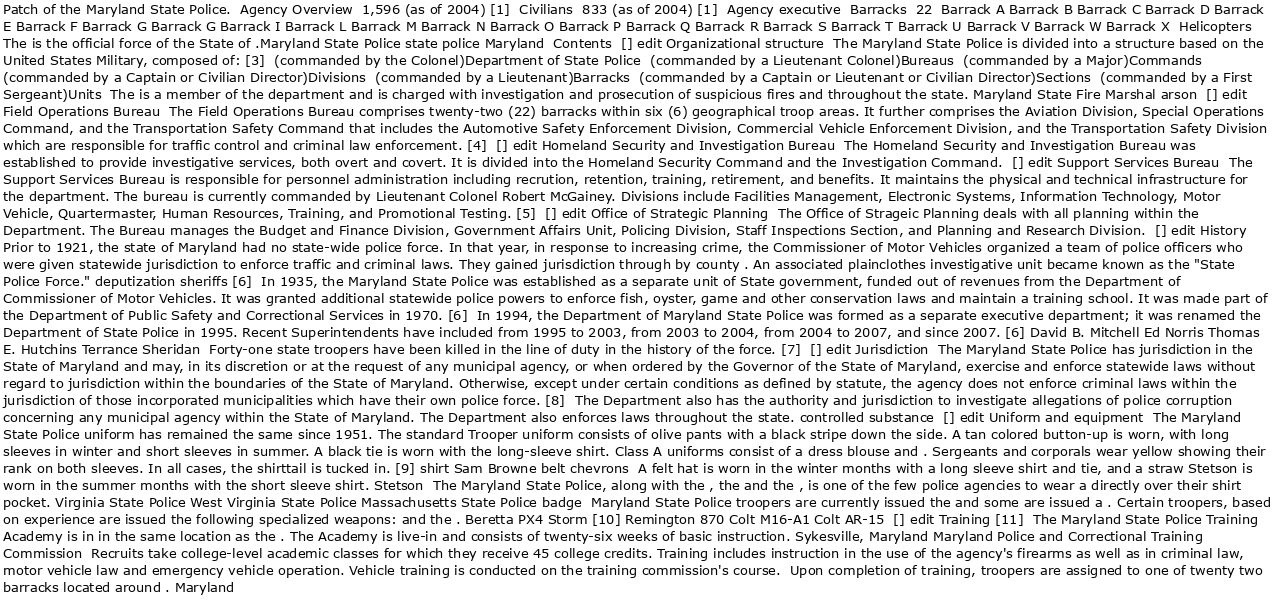 Patch of the Maryland State Police.  Agency Overview  1,596 (as of 2004) [1]  Civilians  833 (as of 2004) [1]  Agency executive  Barracks  22  Barrack A Barrack B Barrack C Barrack D Barrack
E Barrack F Barrack G Barrack G Barrack I Barrack L Barrack M Barrack N Barrack O Barrack P Barrack Q Barrack R Barrack S Barrack T Barrack U Barrack V Barrack W Barrack X  Helicopters
The is the official force of the State of .Maryland State Police state police Maryland  Contents  [] edit Organizational structure  The Maryland State Police is divided into a structure based on the
United States Military, composed of: [3]  (commanded by the Colonel)Department of State Police  (commanded by a Lieutenant Colonel)Bureaus  (commanded by a Major)Commands
(commanded by a Captain or Civilian Director)Divisions  (commanded by a Lieutenant)Barracks  (commanded by a Captain or Lieutenant or Civilian Director)Sections  (commanded by a First
Sergeant)Units  The is a member of the department and is charged with investigation and prosecution of suspicious fires and throughout the state. Maryland State Fire Marshal arson  [] edit
Field Operations Bureau  The Field Operations Bureau comprises twenty-two (22) barracks within six (6) geographical troop areas. It further comprises the Aviation Division, Special Operations
Command, and the Transportation Safety Command that includes the Automotive Safety Enforcement Division, Commercial Vehicle Enforcement Division, and the Transportation Safety Division
which are responsible for traffic control and criminal law enforcement. [4]  [] edit Homeland Security and Investigation Bureau  The Homeland Security and Investigation Bureau was
established to provide investigative services, both overt and covert. It is divided into the Homeland Security Command and the Investigation Command.  [] edit Support Services Bureau  The
Support Services Bureau is responsible for personnel administration including recrution, retention, training, retirement, and benefits. It maintains the physical and technical infrastructure for
the department. The bureau is currently commanded by Lieutenant Colonel Robert McGainey. Divisions include Facilities Management, Electronic Systems, Information Technology, Motor
Vehicle, Quartermaster, Human Resources, Training, and Promotional Testing. [5]  [] edit Office of Strategic Planning  The Office of Strageic Planning deals with all planning within the
Department. The Bureau manages the Budget and Finance Division, Government Affairs Unit, Policing Division, Staff Inspections Section, and Planning and Research Division.  [] edit History
Prior to 1921, the state of Maryland had no state-wide police force. In that year, in response to increasing crime, the Commissioner of Motor Vehicles organized a team of police officers who
were given statewide jurisdiction to enforce traffic and criminal laws. They gained jurisdiction through by county . An associated plainclothes investigative unit became known as the "State
Police Force." deputization sheriffs [6]  In 1935, the Maryland State Police was established as a separate unit of State government, funded out of revenues from the Department of
Commissioner of Motor Vehicles. It was granted additional statewide police powers to enforce fish, oyster, game and other conservation laws and maintain a training school. It was made part of
the Department of Public Safety and Correctional Services in 1970. [6]  In 1994, the Department of Maryland State Police was formed as a separate executive department; it was renamed the
Department of State Police in 1995. Recent Superintendents have included from 1995 to 2003, from 2003 to 2004, from 2004 to 2007, and since 2007. [6] David B. Mitchell Ed Norris Thomas
E. Hutchins Terrance Sheridan  Forty-one state troopers have been killed in the line of duty in the history of the force. [7]  [] edit Jurisdiction  The Maryland State Police has jurisdiction in the
State of Maryland and may, in its discretion or at the request of any municipal agency, or when ordered by the Governor of the State of Maryland, exercise and enforce statewide laws without
regard to jurisdiction within the boundaries of the State of Maryland. Otherwise, except under certain conditions as defined by statute, the agency does not enforce criminal laws within the
jurisdiction of those incorporated municipalities which have their own police force. [8]  The Department also has the authority and jurisdiction to investigate allegations of police corruption
concerning any municipal agency within the State of Maryland. The Department also enforces laws throughout the state. controlled substance  [] edit Uniform and equipment  The Maryland
State Police uniform has remained the same since 1951. The standard Trooper uniform consists of olive pants with a black stripe down the side. A tan colored button-up is worn, with long
sleeves in winter and short sleeves in summer. A black tie is worn with the long-sleeve shirt. Class A uniforms consist of a dress blouse and . Sergeants and corporals wear yellow showing their
rank on both sleeves. In all cases, the shirttail is tucked in. [9] shirt Sam Browne belt chevrons  A felt hat is worn in the winter months with a long sleeve shirt and tie, and a straw Stetson is
worn in the summer months with the short sleeve shirt. Stetson  The Maryland State Police, along with the , the and the , is one of the few police agencies to wear a directly over their shirt
pocket. Virginia State Police West Virginia State Police Massachusetts State Police badge  Maryland State Police troopers are currently issued the and some are issued a . Certain troopers, based
on experience are issued the following specialized weapons: and the . Beretta PX4 Storm [10] Remington 870 Colt M16-A1 Colt AR-15  [] edit Training [11]  The Maryland State Police Training
Academy is in in the same location as the . The Academy is live-in and consists of twenty-six weeks of basic instruction. Sykesville, Maryland Maryland Police and Correctional Training
Commission  Recruits take college-level academic classes for which they receive 45 college credits. Training includes instruction in the use of the agency's firearms as well as in criminal law,
motor vehicle law and emergency vehicle operation. Vehicle training is conducted on the training commission's course.  Upon completion of training, troopers are assigned to one of twenty two
barracks located around . Maryland